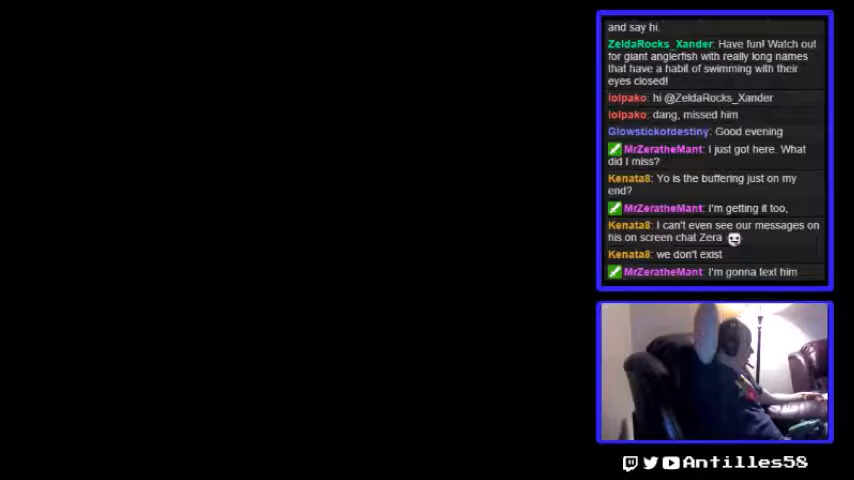 and say hi.
ZeldaRocks_Xander: Have fun! Watch out
for giant anglerfish with really long names
that have a habit of swimming with their
eyes closed!
lolpako: hi @ZeldaRocks_Xander
lolpako: dang, missed him
Glowstickofdestiny: Good evening
MrZeratheMant: I just got here. What
did I miss?
Kenata8: Yo is the buffering just on my
end?
MrZeratheMant: I'm getting it too,
Kenata8: I can't even see our messages on
his on screen chat Zera
Kenata8: we don't exist
MrZeratheMant: I'm gonna text him
Antilles58